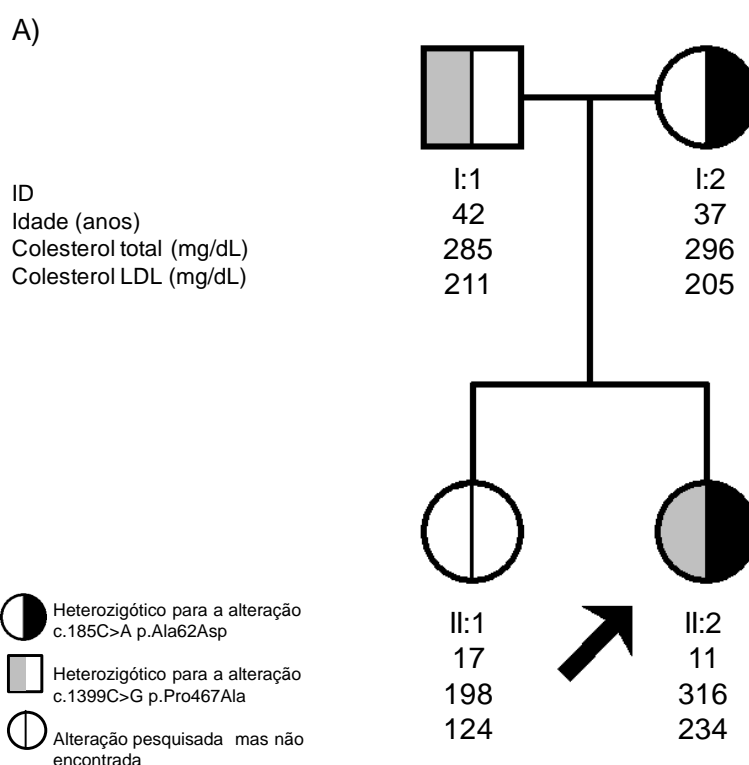 A)
I:1
I:2
ID
Idade (anos)
42
37
Colesterol total (mg/dL)
285
296
Colesterol LDL (mg/dL)
211
205
Heterozigótico para a alteração
c.185C>A p.Ala62Asp
Heterozigótico para a alteração
c.1399C>G p.Pro467Ala
Alteração pesquisada mas não
encontrada
II:1
II:2
17
11
198
316
124
234